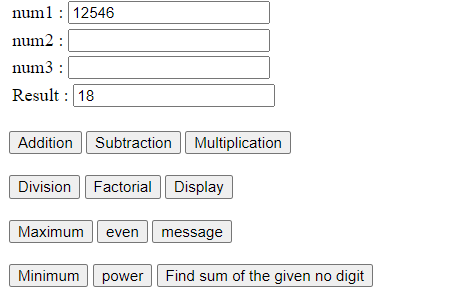 num1 : 12546
num2 :
num3 :
Result : 18
Addition Subtraction Multiplication
Division Factorial Display
Maximum even message
Minimum power Find sum of the given no digit